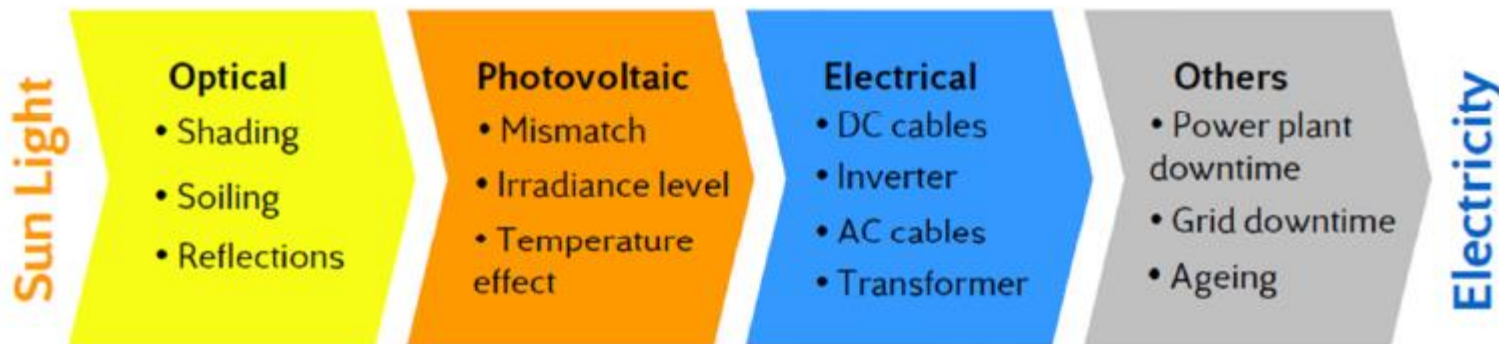 Sun Light
Optical
• Shading
• Soiling
• Reflections
Photovoltaic
• Mismatch
• Irradiance level
• Temperature
effect
Electrical
• DC cables
• Inverter
• AC cables
• Transformer
Others
• Power plant
downtime
• Grid downtime
• Ageing
Electricity